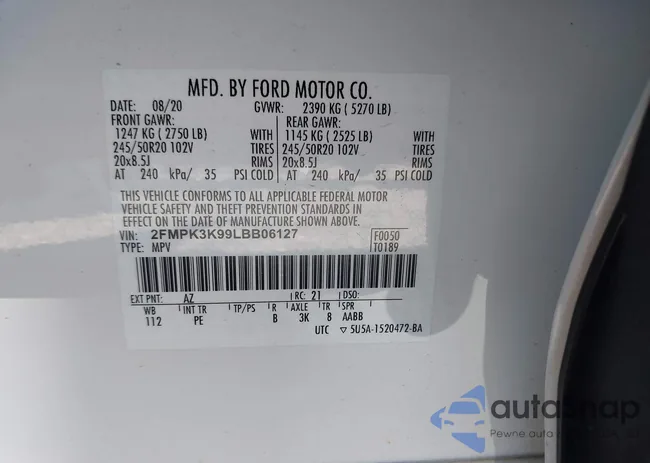 MFD. BY FORD MOTOR CO.
DATE: 08/20 GVWR: 2390 KG ( 5270 LB)
FRONT GAWR: REAR GAWR:
1247 KG ( 2750 LB) WITH 1145 KG ( 2525 LB) WITH
245/50R20 102V TIRES 245/50R20 102V TIRES
20x8.5J RIMS 20x8.5J RIMS
AT 240 kPa/ 35 PSI COLD AT 240 kPa/ 35 PSI COLD
THIS VEHICLE CONFORMS TO ALL APPLICABLE FEDERAL MOTOR
VEHICLE SAFETY AND THEFT PREVENTION STANDARDS IN
EFFECT ON THE DATE OF MANUFACTURE SHOWN ABOVE.
VIN: 2FMPK3K99LBB06127 F0050
TYPE: MPV T0189
EXT PNT: AZ RC: 21 DSO:
WB INT TR TP/PS R AXLE TR SPR
112 PE B 3K 8 AABB
UTC ▽ 5U5A-1520472-BA
autosnap
Pewne auto